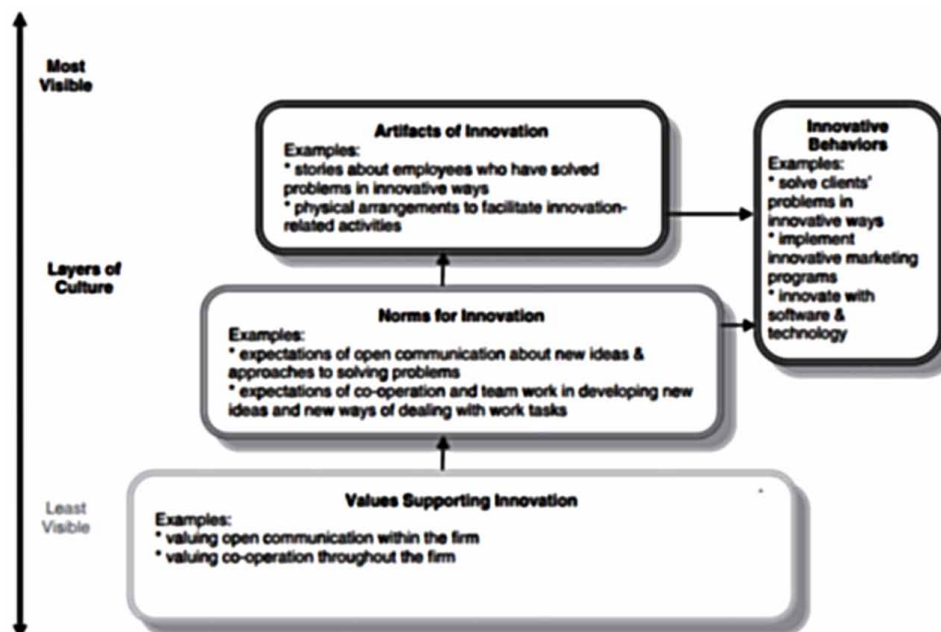 Most
Visible
Artifacts of Innovation
Examples:
* stories about employees who have solved
problems in innovative ways
* physical arrangements to facilitate innovation-
related activities
Innovative
Behaviors
Examples:
* solve clients'
problems in
innovative ways
* implement
innovative marketing
programs
* innovate with
software &
technology
Layers of
Culture
Norms for Innovation
Examples:
* expectations of open communication about new ideas &
approaches to solving problems
* expectations of co-operation and team work in developing new
ideas and new ways of dealing with work tasks
Least
Visible
Values Supporting Innovation
Examples:
* valuing open communication within the firm
* valuing co-operation throughout the firm